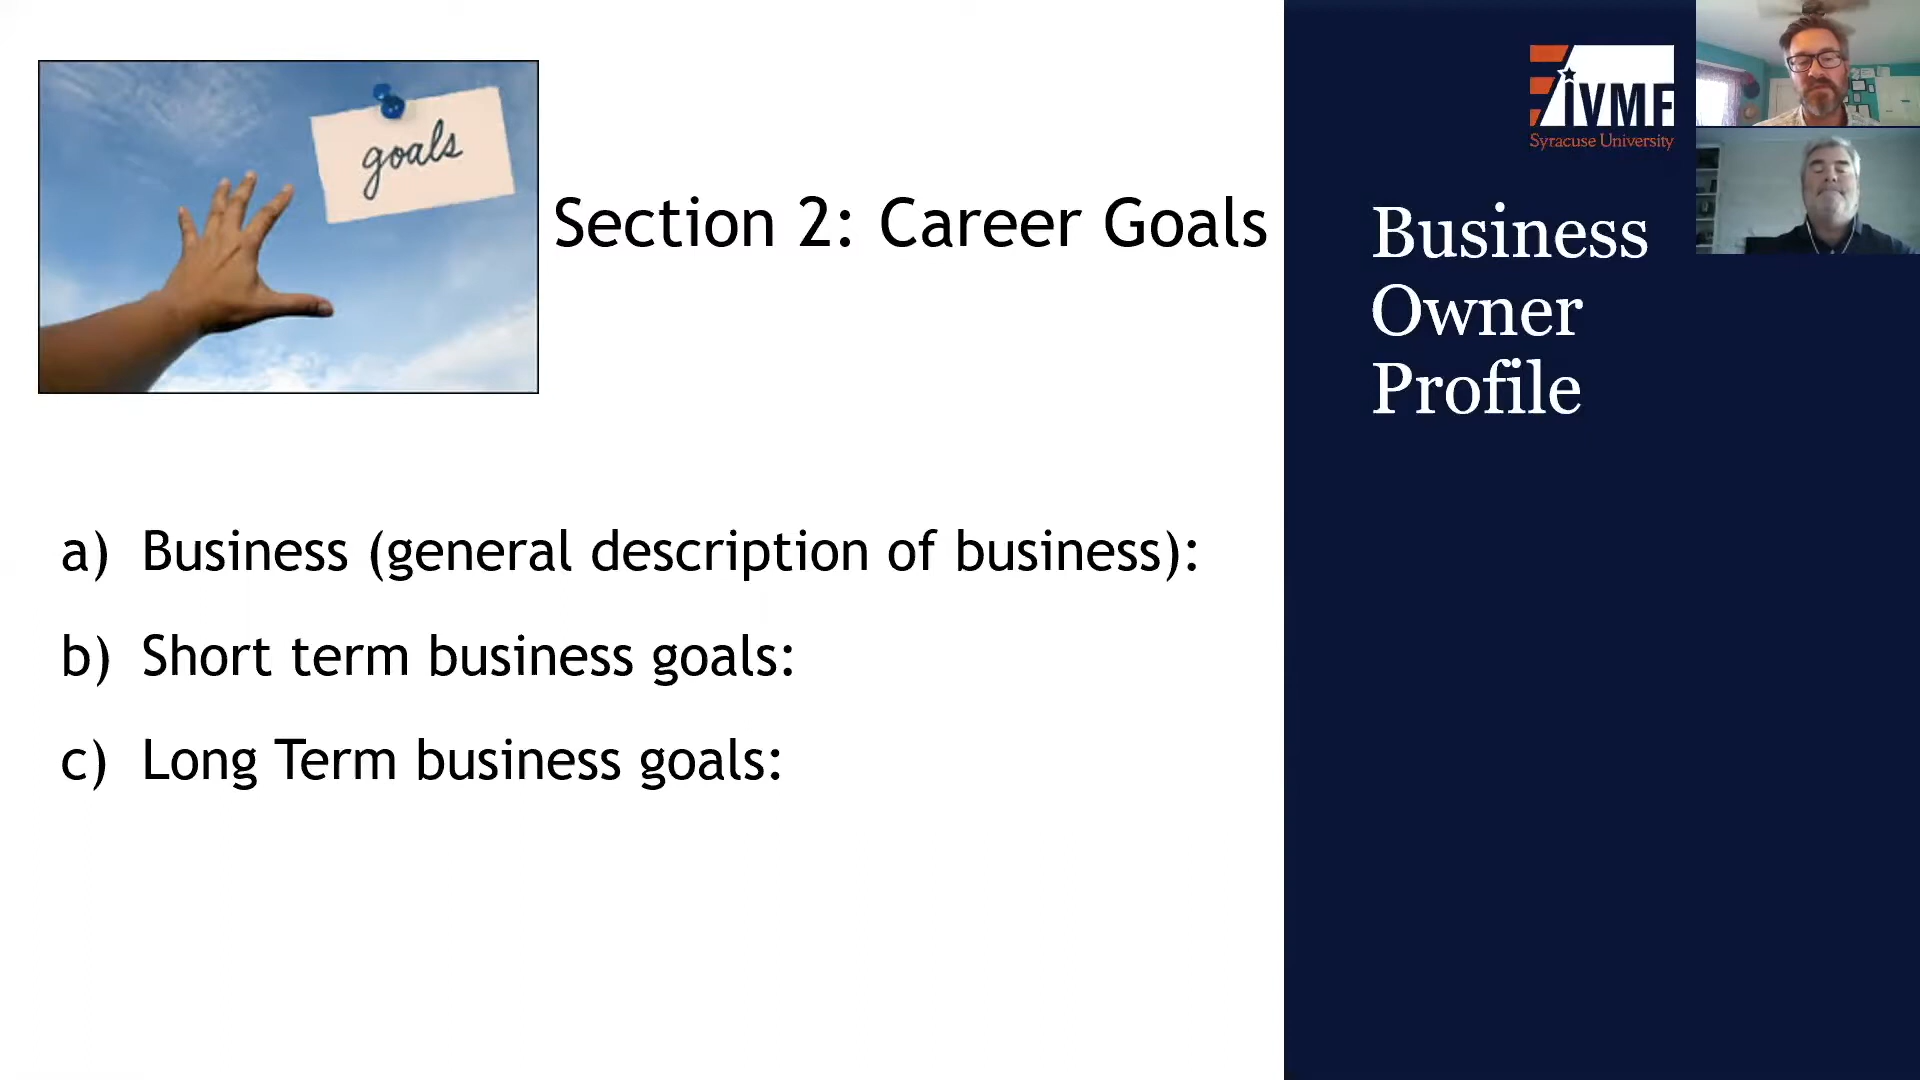 goals
Section 2: Career Goals
a) Business (general description of business):
b) Short term business goals:
c) Long Term business goals:
IVMF
Syracuse University
Business
Owner
Profile